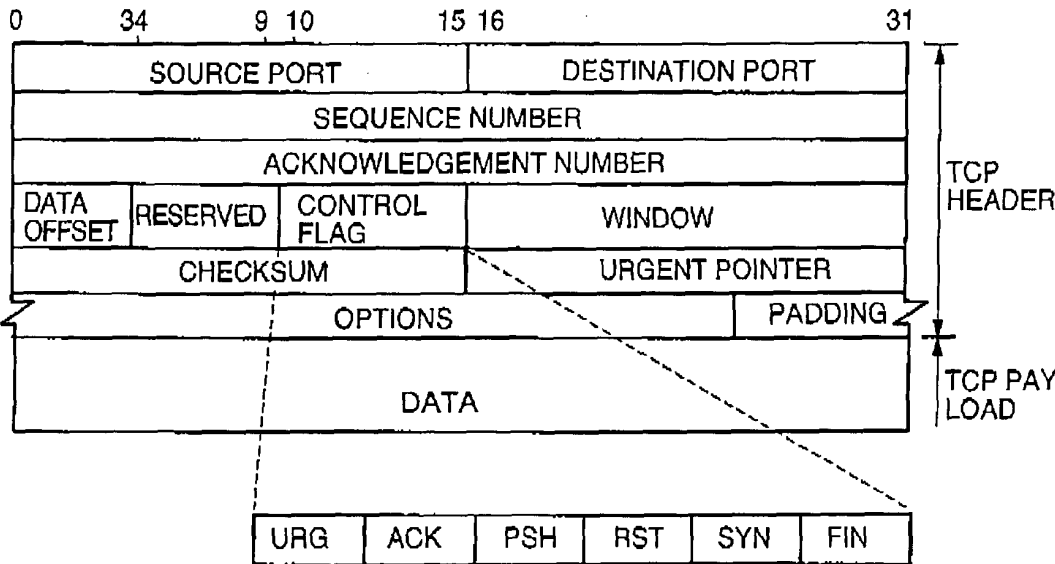 0 34 9 10 15 16 31
SOURCE PORT DESTINATION PORT
SEQUENCE NUMBER
ACKNOWLEDGEMENT NUMBER
TCP
HEADER
DATA
OFFSET
RESERVED
CONTROL
FLAG
WINDOW
CHECKSUM URGENT POINTER
OPTIONS PADDING
DATA
TCP PAY
LOAD
URG ACK PSH RST SYN FIN